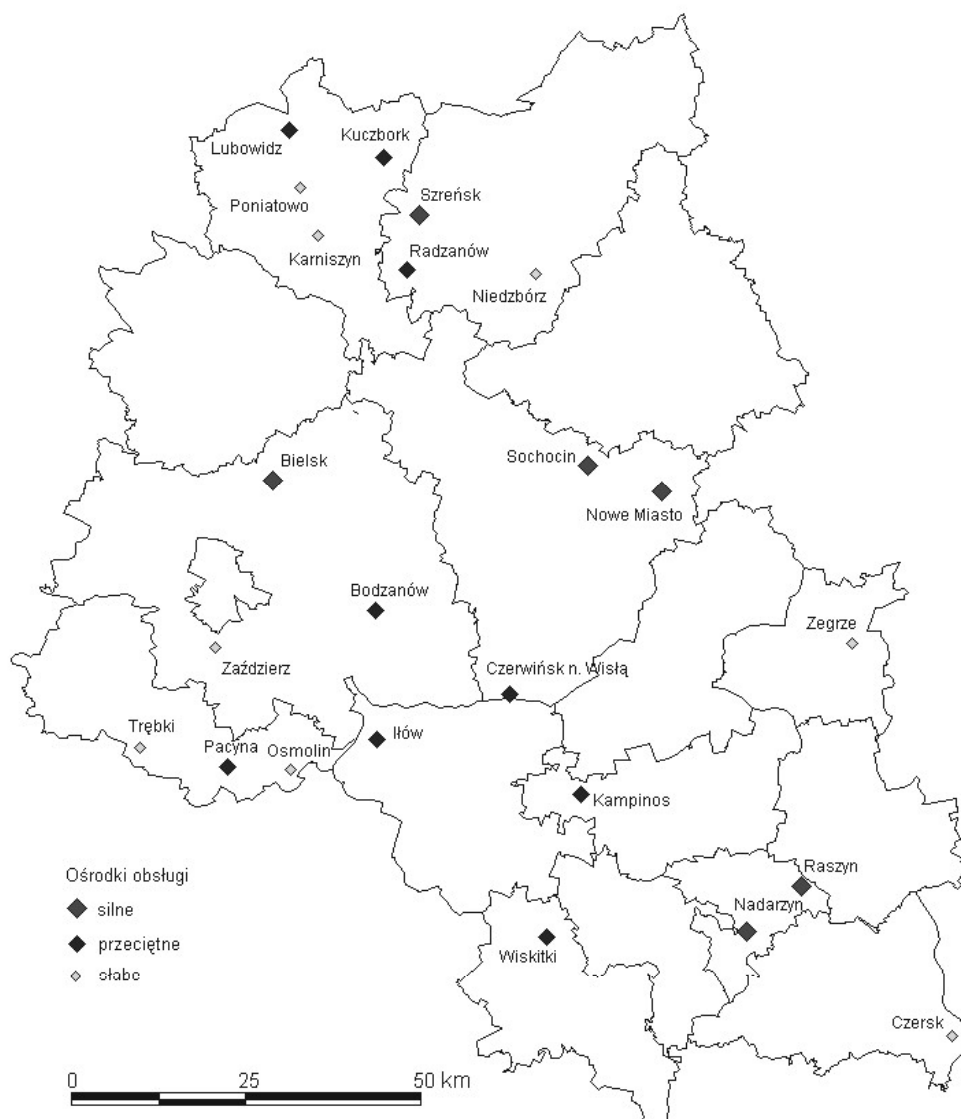 Lubowidz
Kuczbork
Poniatowo
Szreńsk
Karniszyn
Radzanów
Niedzbórz
Bielsk
Sochocin
Nowe Miasto
Bodzanów
Zegrze
Zaździerz
Czerwińsk n. Wisłą
Trębki
Pacyna
Osmolin
Iłów
Kampinos
Raszyn
Nadarzyn
Wiskitki
Czersk
Ośrodki obsługi
silne
przeciętne
słabe
0 25 50 km